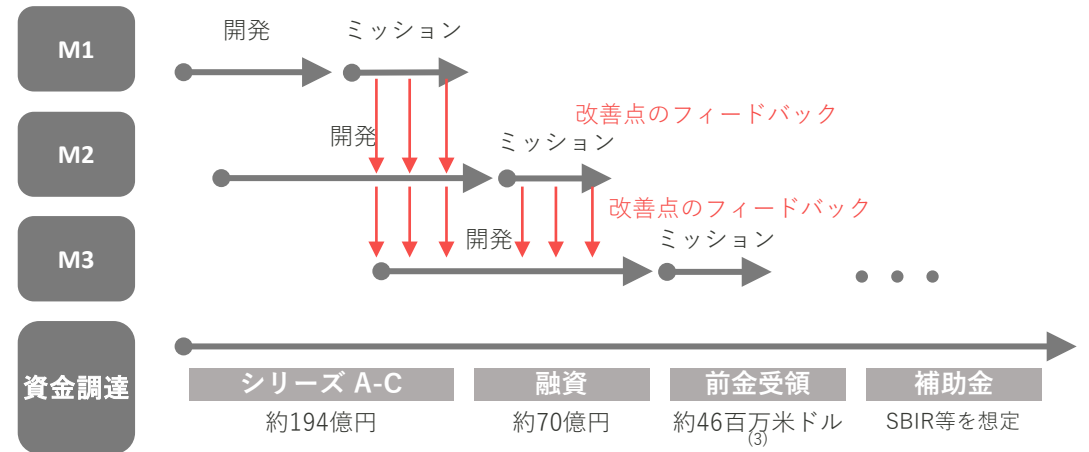 M1
開発
ミッション
改善点のフィードバック
M2
開発
ミッション
改善点のフィードバック
M3
開発
ミッション
資金調達
シリーズ A-C
融資
前金受領
補助金
約194億円
約70億円
約46百万米ドル
(3)
SBIR等を想定